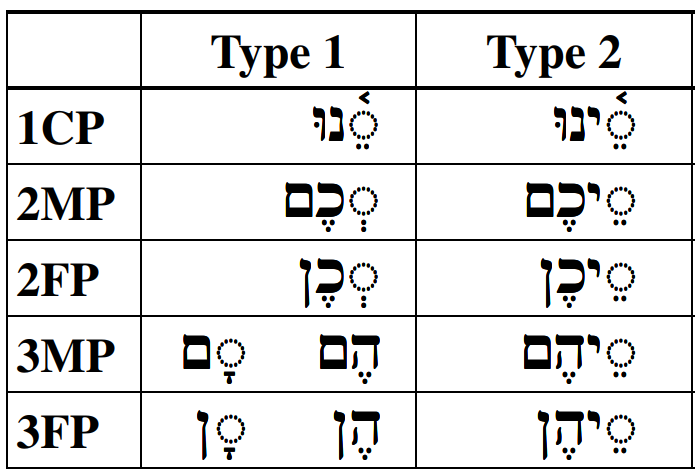 Type 1 Type 2
1CP ◌ֵ֫נוּ ◌ֵ֫ינוּ
2MP ◌ְכֶם ◌ֵיכֶם
2FP ◌ְכֶן ◌ֵיכֶן
3MP הֶם ◌ָם ◌ֵיהֶם
3FP הֶן ◌ָן ◌ֵיהֶן